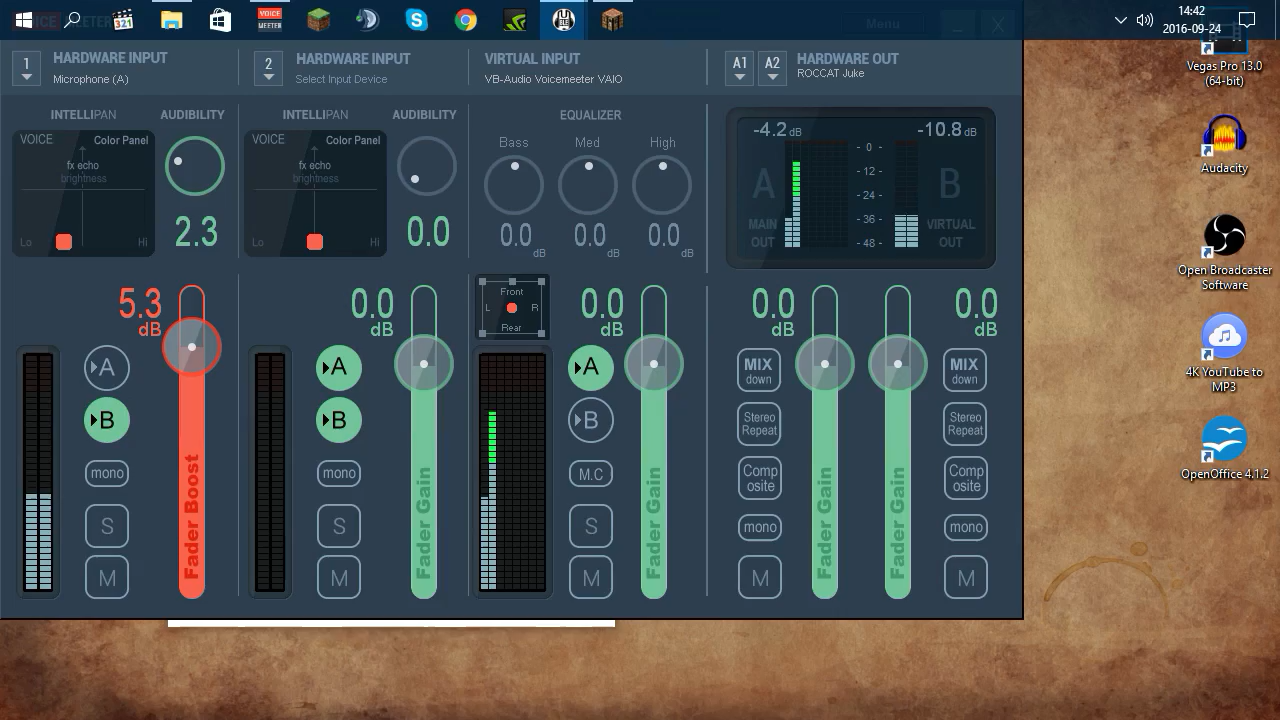 VOICE
MEETER
321
14:42
2016-09-24
Menu
1
HARDWARE INPUT
Microphone (A)
2
HARDWARE INPUT
Select Input Device
VIRTUAL INPUT
VB-Audio Voicemeeter VAIO
A1
A2
HARDWARE OUT
ROCCAT Juke
INTELLIPAN
AUDIBILITY
VOICE
Color Panel
fx echo
brightness
Lo
Hi
2.3
INTELLIPAN
AUDIBILITY
VOICE
Color Panel
fx echo
brightness
Lo
Hi
0.0
EQUALIZER
Bass
Med
High
0.0
dB
0.0
dB
0.0
dB
-4.2 dB
-10.8 dB
A
MAIN
OUT
- 0 -
- 12 -
- 24 -
- 36 -
- 48 -
B
VIRTUAL
OUT
5.3
dB
A
B
mono
S
M
Fader Boost
0.0
dB
A
B
mono
S
M
Fader Gain
Front
L
R
Rear
0.0
dB
A
B
M.C
S
M
Fader Gain
0.0
dB
MIX
down
Stereo
Repeat
Comp
osite
mono
M
Fader Gain
Fader Gain
0.0
dB
MIX
down
Stereo
Repeat
Comp
osite
mono
M
Vegas Pro 13.0
(64-bit)
Audacity
Open Broadcaster
Software
4K YouTube to
MP3
OpenOffice 4.1.2